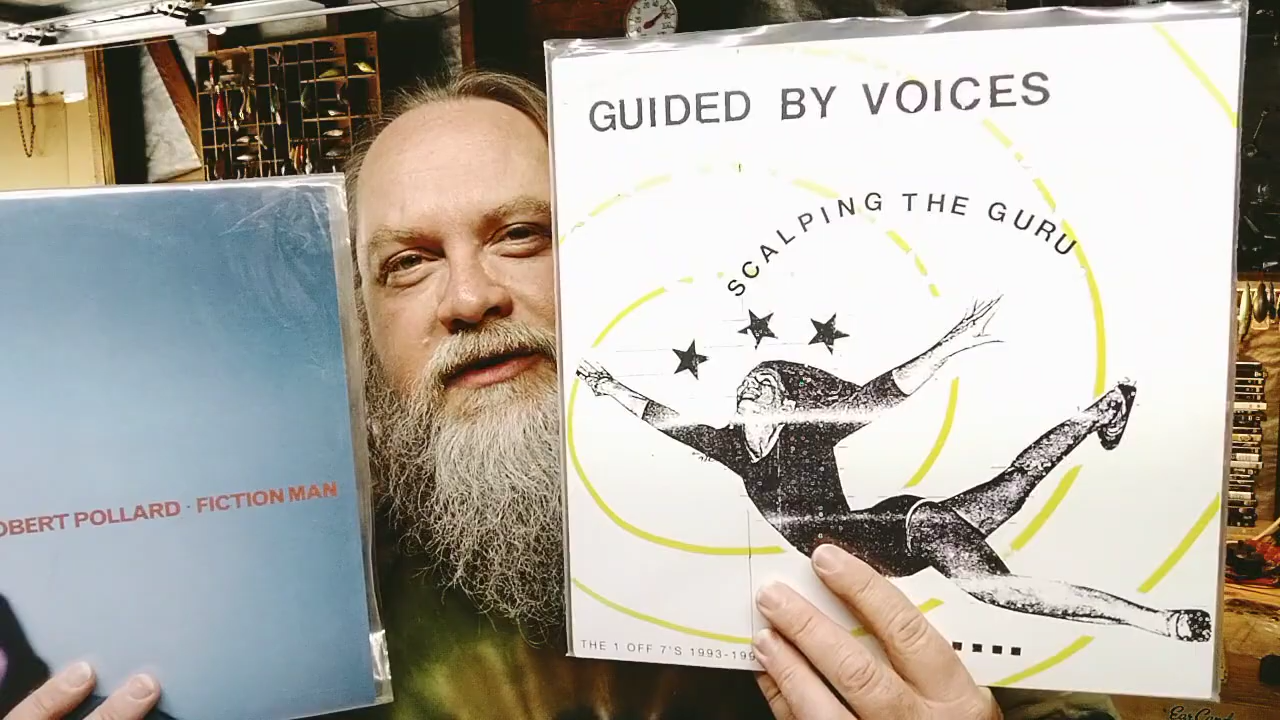 GUIDED BY VOICES
SCALPING THE GURU
OBERT POLLARD · FICTION MAN
THE 1 OFF 7'S 1993-199